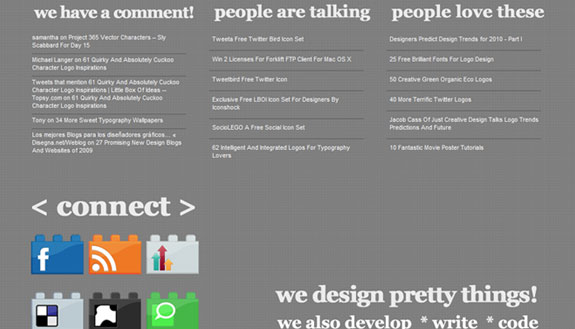 we have a comment!
samantha on Project 365 Vector Characters – Sly
Scabbard For Day 15
Michael Langer on 61 Quirky And Absolutely Cuckoo
Character Logo Inspirations
Tweets that mention 61 Quirky And Absolutely Cuckoo
Character Logo Inspirations | Little Box Of Ideas --
Topsy.com on 61 Quirky And Absolutely Cuckoo
Character Logo Inspirations
Tony on 34 More Sweet Typography Wallpapers
Los mejores Blogs para los diseñadores gráficos... «
Disegna.net/Weblog on 27 Promising New Design Blogs
And Websites of 2009
people are talking
Tweeta Free Twitter Bird Icon Set
Win 2 Licenses For Forklift FTP Client For Mac OS X
Tweetbird Free Twitter Icon
Exclusive Free LBOI Icon Set For Designers By
Iconshock
SocioLEGO A Free Social Icon Set
62 Intelligent And Integrated Logos For Typography
Lovers
people love these
Designers Predict Design Trends for 2010 - Part I
25 Free Brilliant Fonts For Logo Design
50 Creative Green Organic Eco Logos
40 More Terrific Twitter Logos
Jacob Cass Of Just Creative Design Talks Logo Trends
Predictions And Future
10 Fantastic Movie Poster Tutorials
< connect >
f
we design pretty things!
we also develop * write * code